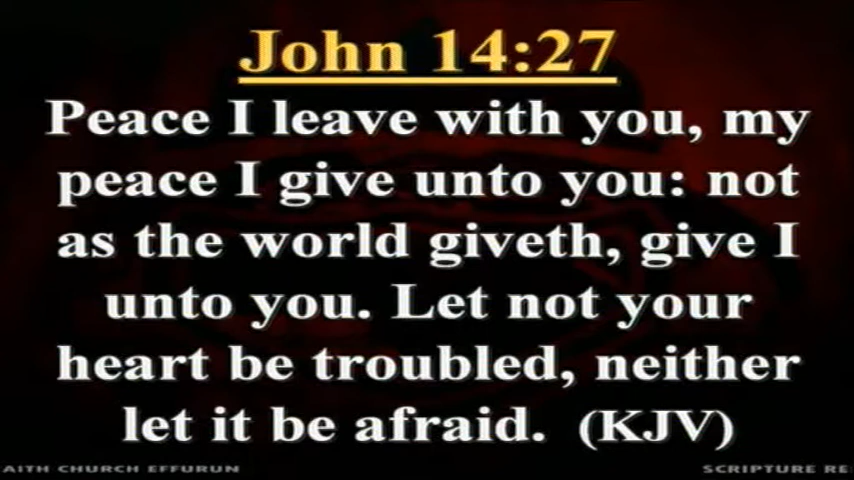 John 14:27
Peace I leave with you, my
peace I give unto you: not
as the world giveth, give I
unto you. Let not your
heart be troubled, neither
let it be afraid. (KJV)
AITH CHURCH EFFURUN
SCRIPTURE RE